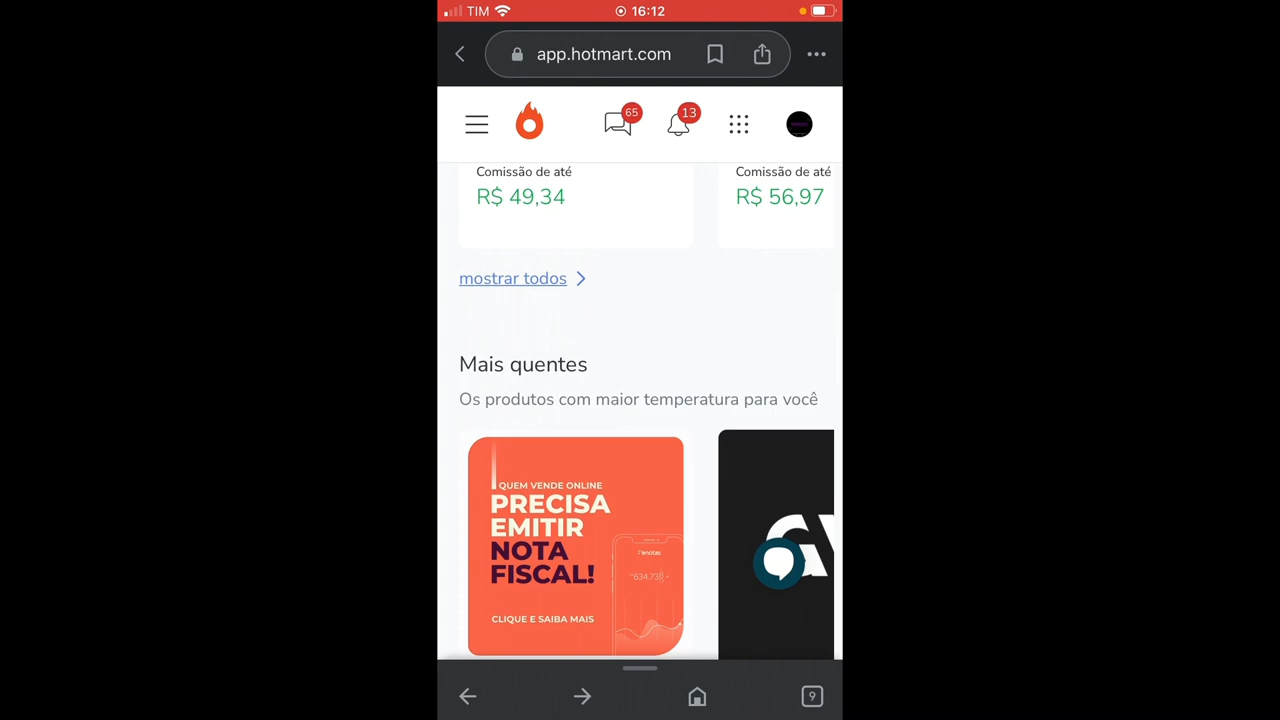 TIM 16:12
app.hotmart.com
65 13
Comissão de até Comissão de até
R$ 49,34 R$ 56,97
mostrar todos
Mais quentes
Os produtos com maior temperatura para você
QUEM VENDE ONLINE
PRECISA
EMITIR
NOTA
FISCAL!
enotas
CLIQUE E SAIBA MAIS
9